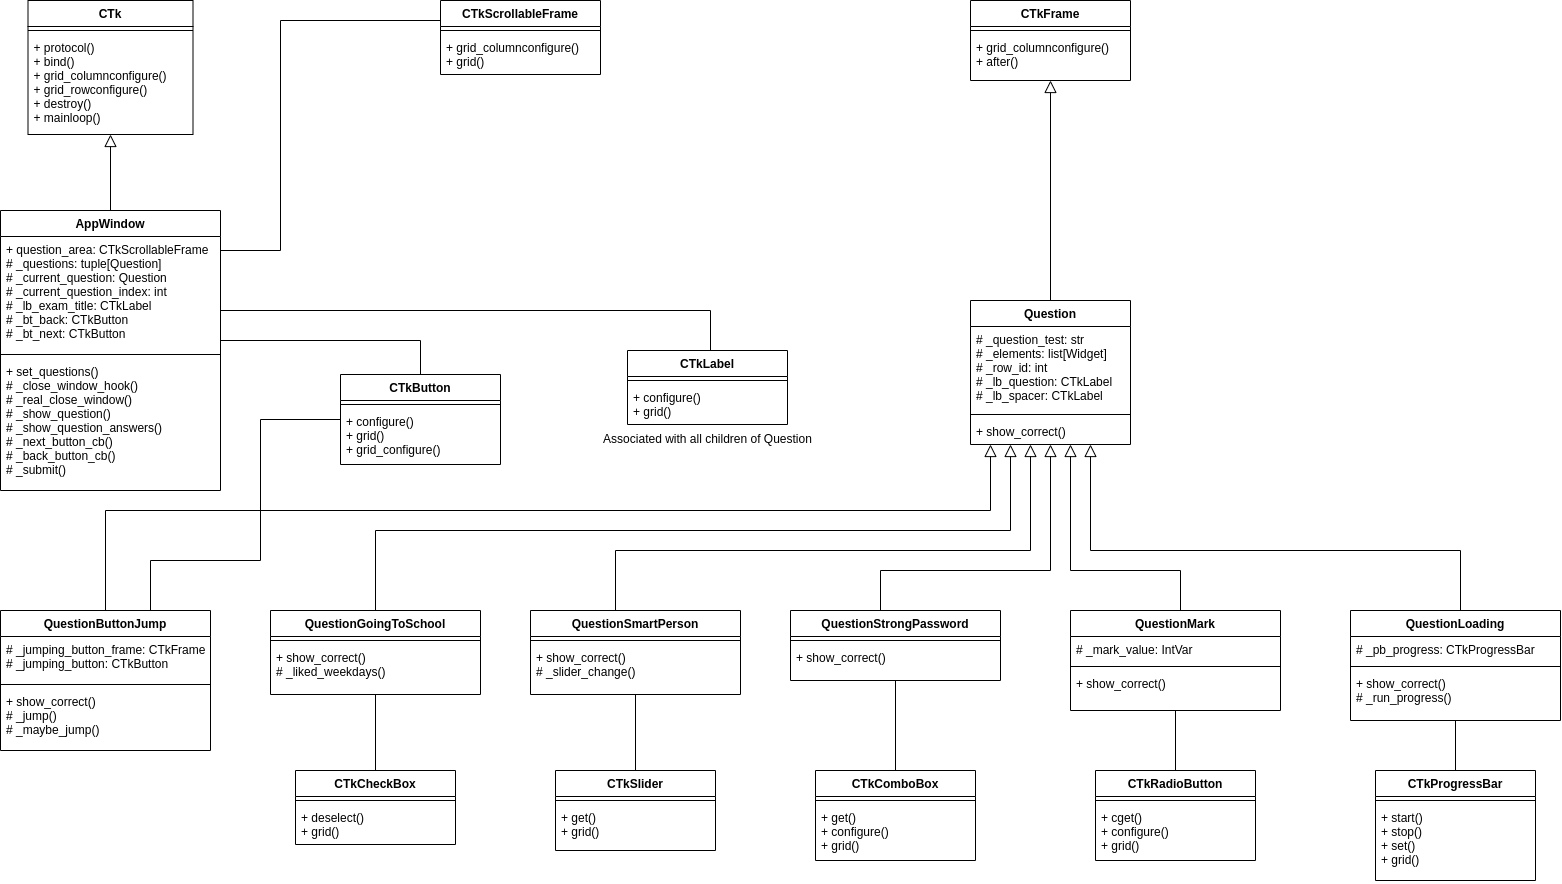 CTk
+ protocol()
+ bind()
+ grid_columnconfigure()
+ grid_rowconfigure()
+ destroy()
+ mainloop()
CTkScrollableFrame
+ grid_columnconfigure()
+ grid()
CTkFrame
+ grid_columnconfigure()
+ after()
AppWindow
+ question_area: CTkScrollableFrame
# _questions: tuple[Question]
# _current_question: Question
# _current_question_index: int
# _lb_exam_title: CTkLabel
# _bt_back: CTkButton
# _bt_next: CTkButton
+ set_questions()
# _close_window_hook()
# _real_close_window()
# _show_question()
# _show_question_answers()
# _next_button_cb()
# _back_button_cb()
# _submit()
CTkButton
+ configure()
+ grid()
+ grid_configure()
CTkLabel
+ configure()
+ grid()
Associated with all children of Question
Question
# _question_test: str
# _elements: list[Widget]
# _row_id: int
# _lb_question: CTkLabel
# _lb_spacer: CTkLabel
+ show_correct()
QuestionButtonJump
# _jumping_button_frame: CTkFrame
# _jumping_button: CTkButton
+ show_correct()
# _jump()
# _maybe_jump()
QuestionGoingToSchool
+ show_correct()
# _liked_weekdays()
QuestionSmartPerson
+ show_correct()
# _slider_change()
QuestionStrongPassword
+ show_correct()
QuestionMark
# _mark_value: IntVar
+ show_correct()
QuestionLoading
# _pb_progress: CTkProgressBar
+ show_correct()
# _run_progress()
CTkCheckBox
+ deselect()
+ grid()
CTkSlider
+ get()
+ grid()
CTkComboBox
+ get()
+ configure()
+ grid()
CTkRadioButton
+ cget()
+ configure()
+ grid()
CTkProgressBar
+ start()
+ stop()
+ set()
+ grid()